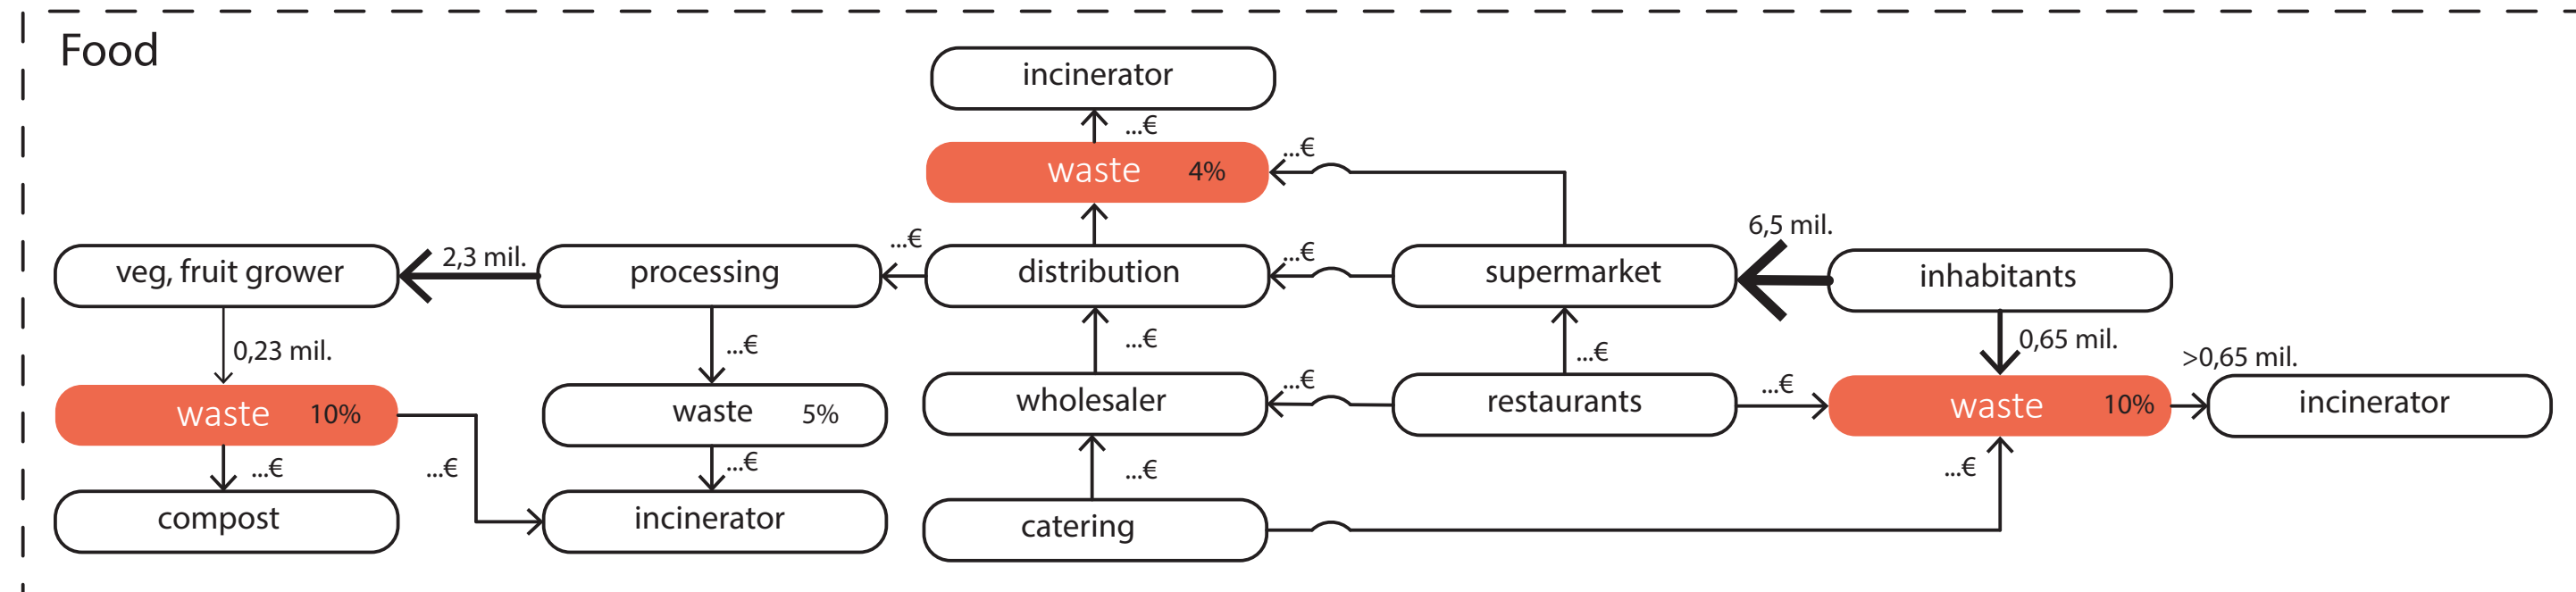 Food
incinerator
...€
waste 4%
...€
6,5 mil.
veg, fruit grower
2,3 mil.
processing
...€
distribution
...€
supermarket
inhabitants
0,23 mil.
...€
...€
...€
0,65 mil.
>0,65 mil.
waste 10%
waste 5%
wholesaler
...€
restaurants
...€
waste 10%
incinerator
...€
...€
...€
...€
...€
compost
incinerator
catering